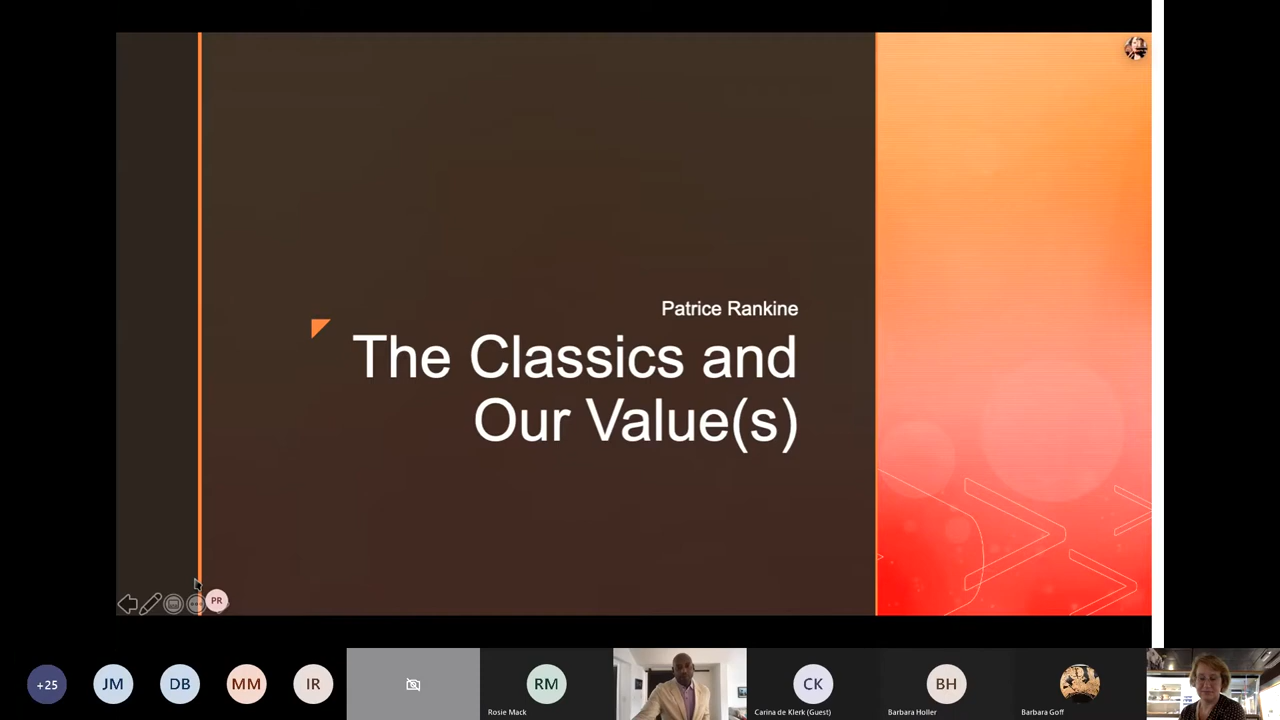 Patrice Rankine
The Classics and
Our Value(s)
PR
+25
JM
DB
MM
IR
RM
Rosie Mack
CK
Carina de Klerk (Guest)
BH
Barbara Holler
Barbara Goff